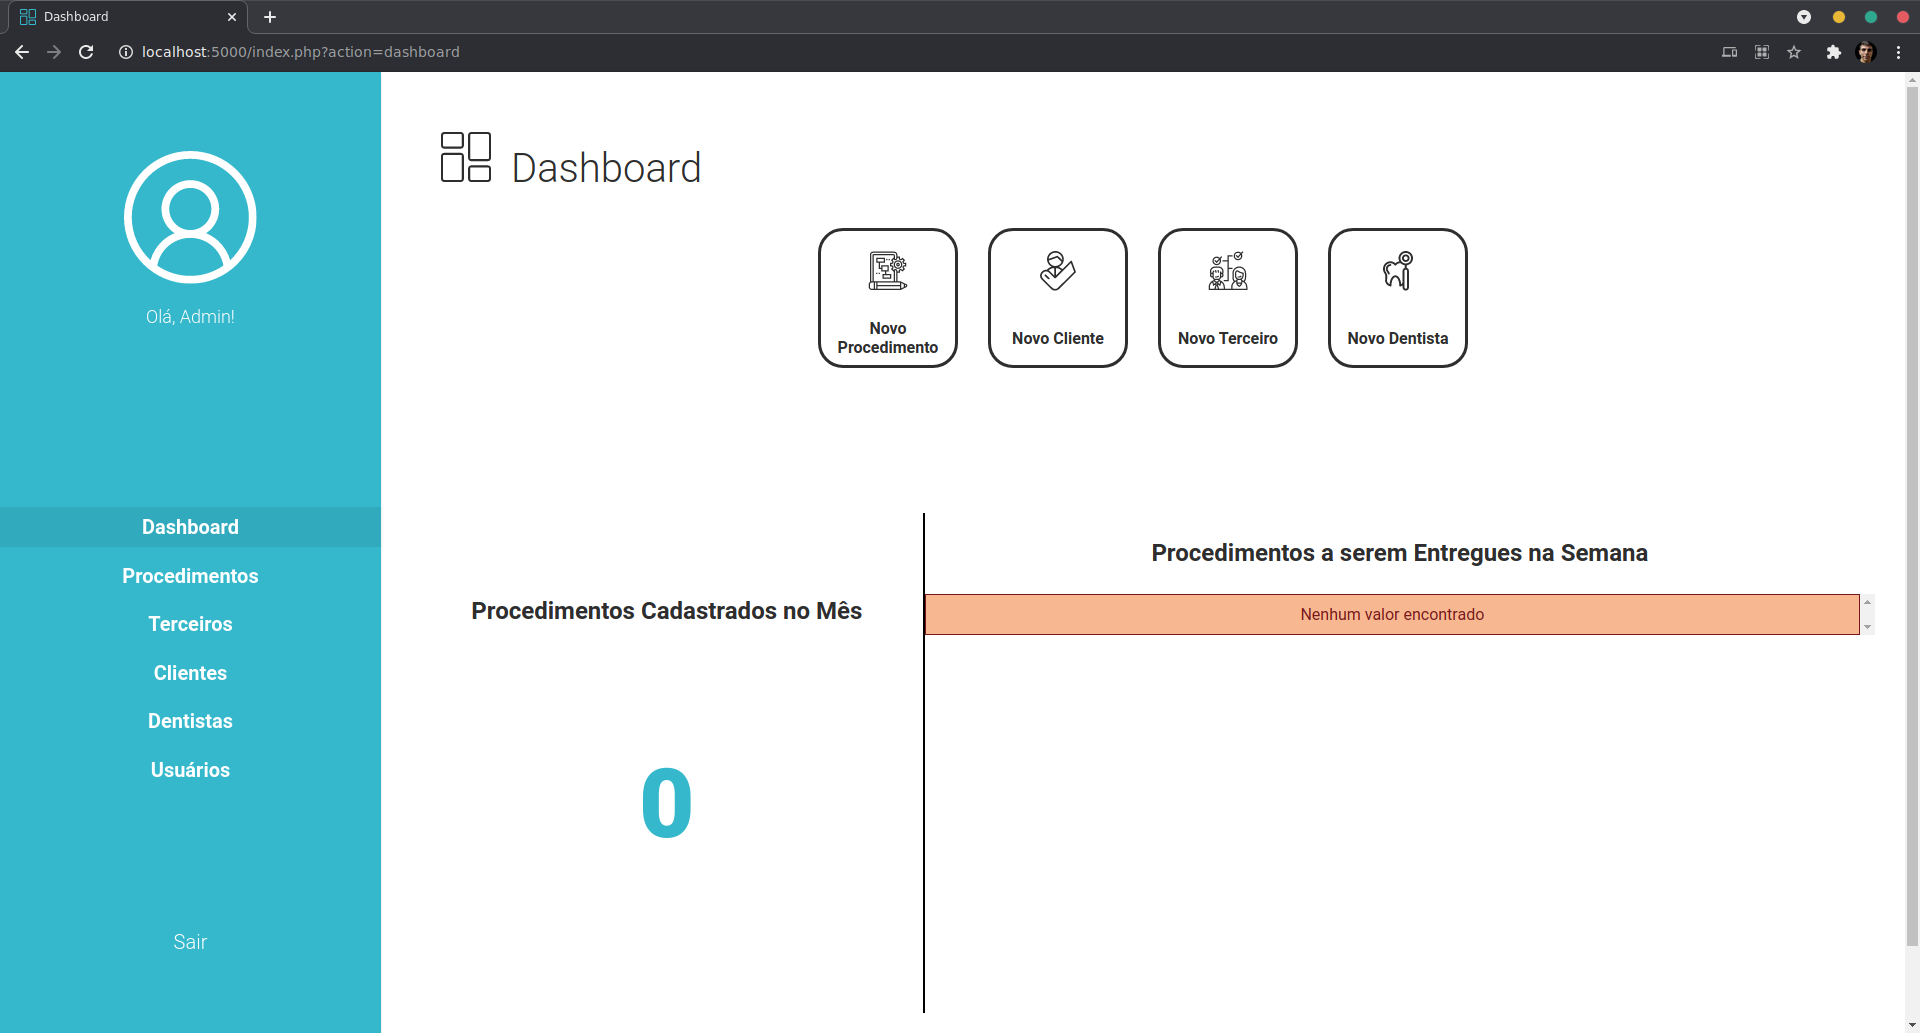 Dashboard
localhost:5000/index.php?action=dashboard
Olá, Admin!
Dashboard
Procedimentos
Terceiros
Clientes
Dentistas
Usuários
Sair
Dashboard
Novo
Procedimento
Novo Cliente
Novo Terceiro
Novo Dentista
Procedimentos Cadastrados no Mês
0
Procedimentos a serem Entregues na Semana
Nenhum valor encontrado